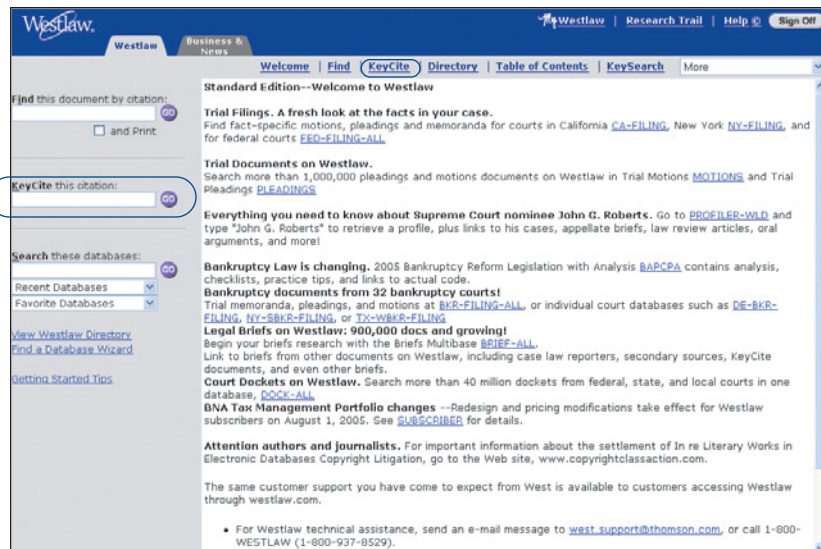 Westlaw.
Westlaw | Research Trail | Help Sign Off
Westlaw
Business &
News
Welcome | Find | KeyCite | Directory | Table of Contents | KeySearch More
Find this document by citation:
GO
and Print
KeyCite this citation:
GO
Search these databases:
GO
Recent Databases
Favorite Databases
View Westlaw Directory
Find a Database Wizard
Getting Started Tips
Standard Edition--Welcome to Westlaw
Trial Filings. A fresh look at the facts in your case.
Find fact-specific motions, pleadings and memoranda for courts in California CA-FILING, New York NY-FILING, and
for federal courts FED-FILING-ALL
Trial Documents on Westlaw.
Search more than 1,000,000 pleadings and motions documents on Westlaw in Trial Motions MOTIONS and Trial
Pleadings PLEADINGS
Everything you need to know about Supreme Court nominee John G. Roberts. Go to PROFILER-WLD and
type "John G. Roberts" to retrieve a profile, plus links to his cases, appellate briefs, law review articles, oral
arguments, and more!
Bankruptcy Law is changing. 2005 Bankruptcy Reform Legislation with Analysis BAPCPA contains analysis,
checklists, practice tips, and links to actual code.
Bankruptcy documents from 32 bankruptcy courts!
Trial memoranda, pleadings, and motions at BKR-FILING-ALL, or individual court databases such as DE-BKR-
FILING, NY-SBKR-FILING, or TX-WBKR-FILING
Legal Briefs on Westlaw: 900,000 docs and growing!
Begin your briefs research with the Briefs Multibase BRIEF-ALL.
Link to briefs from other documents on Westlaw, including case law reporters, secondary sources, KeyCite
documents, and even other briefs.
Court Dockets on Westlaw. Search more than 40 million dockets from federal, state, and local courts in one
database, DOCK-ALL
BNA Tax Management Portfolio changes --Redesign and pricing modifications take effect for Westlaw
subscribers on August 1, 2005. See SUBSCRIBER for details.
Attention authors and journalists. For important information about the settlement of In re Literary Works in
Electronic Databases Copyright Litigation, go to the Web site, www.copyrightclassaction.com.
The same customer support you have come to expect from West is available to customers accessing Westlaw
through westlaw.com.
• For Westlaw technical assistance, send an e-mail message to west.support@thomson.com, or call 1-800-
WESTLAW (1-800-937-8529).